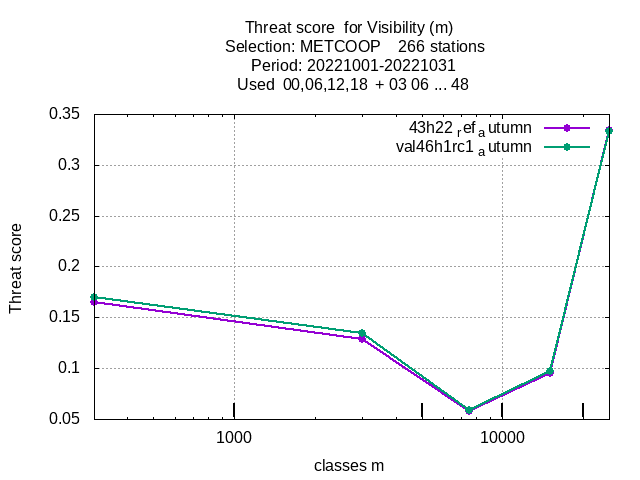 Threat score for Visibility (m)
Selection: METCOOP 266 stations
Period: 20221001-20221031
Used 00,06,12,18 + 03 06 ... 48
43h22 ref a utumn
val46h1rc1 a utumn
0.35
0.3
0.25
0.2
0.15
0.1
0.05
Threat score
1000 10000
classes m